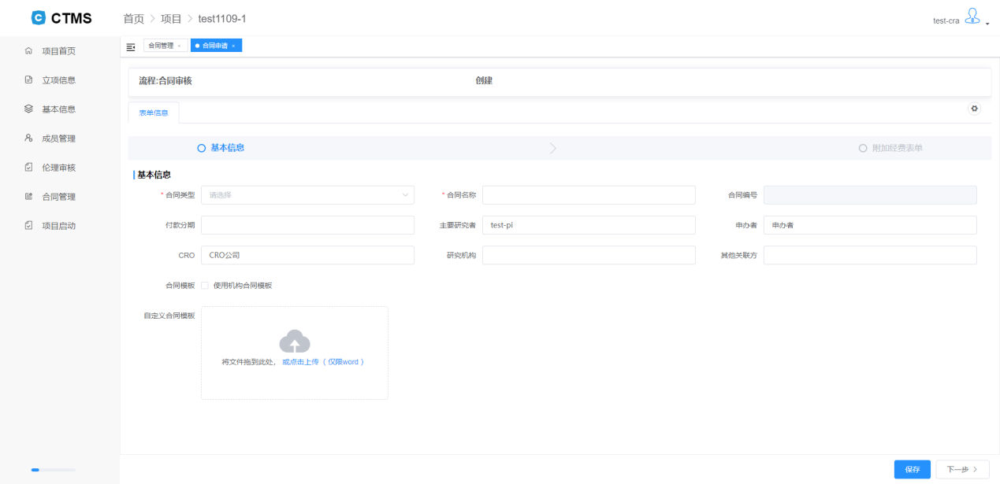 CTMS
首页 > 项目 > test1109-1
test-cra
项目首页
立项信息
基本信息
成员管理
伦理审核
合同管理
项目启动
合同管理 ×
合同申请 ×
流程:合同审核
创建
表单信息
基本信息
附加经费表单
基本信息
* 合同类型 请选择
* 合同名称
合同编号
付款分期
主要研究者 test-pi
申办者 申办者
CRO CRO公司
研究机构
其他关联方
合同模板 使用机构合同模板
自定义合同模板
将文件拖到此处， 或点击上传（ 仅限word ）
保存
下一步 >